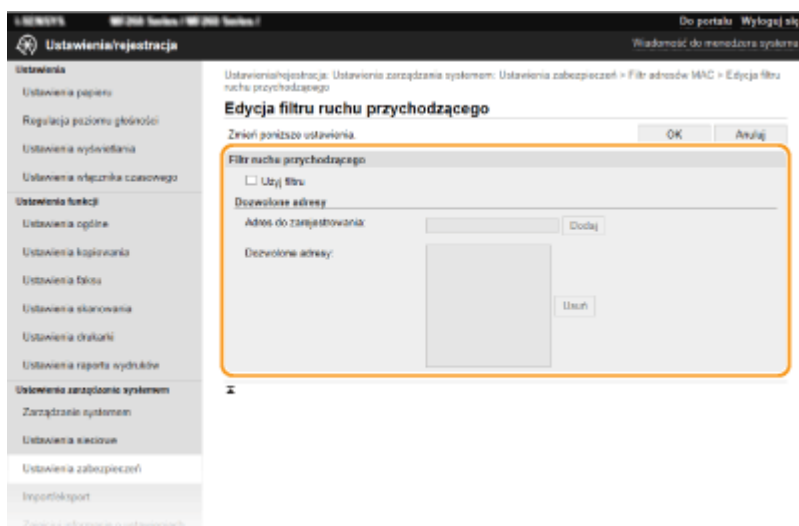 Do portalu Wyloguj się
Ustawienia/rejestracja
Wiadomość do menedżera systemu
Ustawienia
Ustawienia papieru
Regulacja poziomu głośności
Ustawienia wyświetlania
Ustawienia włącznika czasowego
Ustawienia funkcji
Ustawienia ogólne
Ustawienia kopiowania
Ustawienia faksu
Ustawienia skanowania
Ustawienia drukarki
Ustawienia raportu wydruków
Ustawienia zarządzania systemem
Zarządzanie systemem
Ustawienia sieciowe
Ustawienia zabezpieczeń
Import/eksport
Ustawienia/rejestracja: Ustawienia zarządzania systemem: Ustawienia zabezpieczeń > Filtr adresów MAC > Edycja filtru
ruchu przychodzącego
Edycja filtru ruchu przychodzącego
Zmień poniższe ustawienia.
OK
Anuluj
Filtr ruchu przychodzącego
Użyj filtru
Dozwolone adresy
Adres do zarejestrowania:
Dodaj
Dozwolone adresy:
Usuń